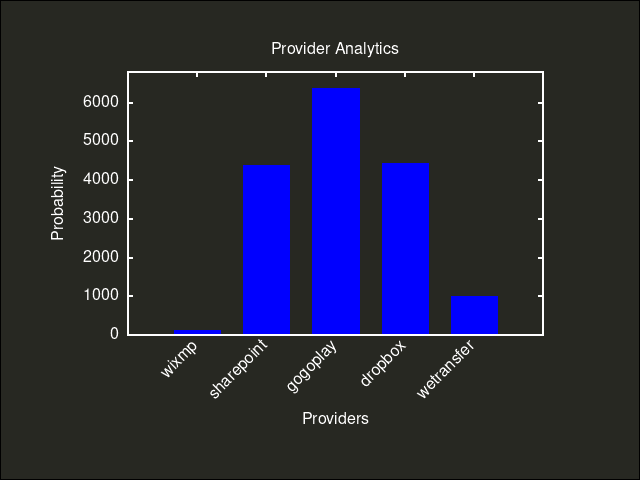 Provider Analytics
6000
5000
4000
3000
2000
1000
0
Probability
wixmp
sharepoint
gogoplay
dropbox
wetransfer
Providers